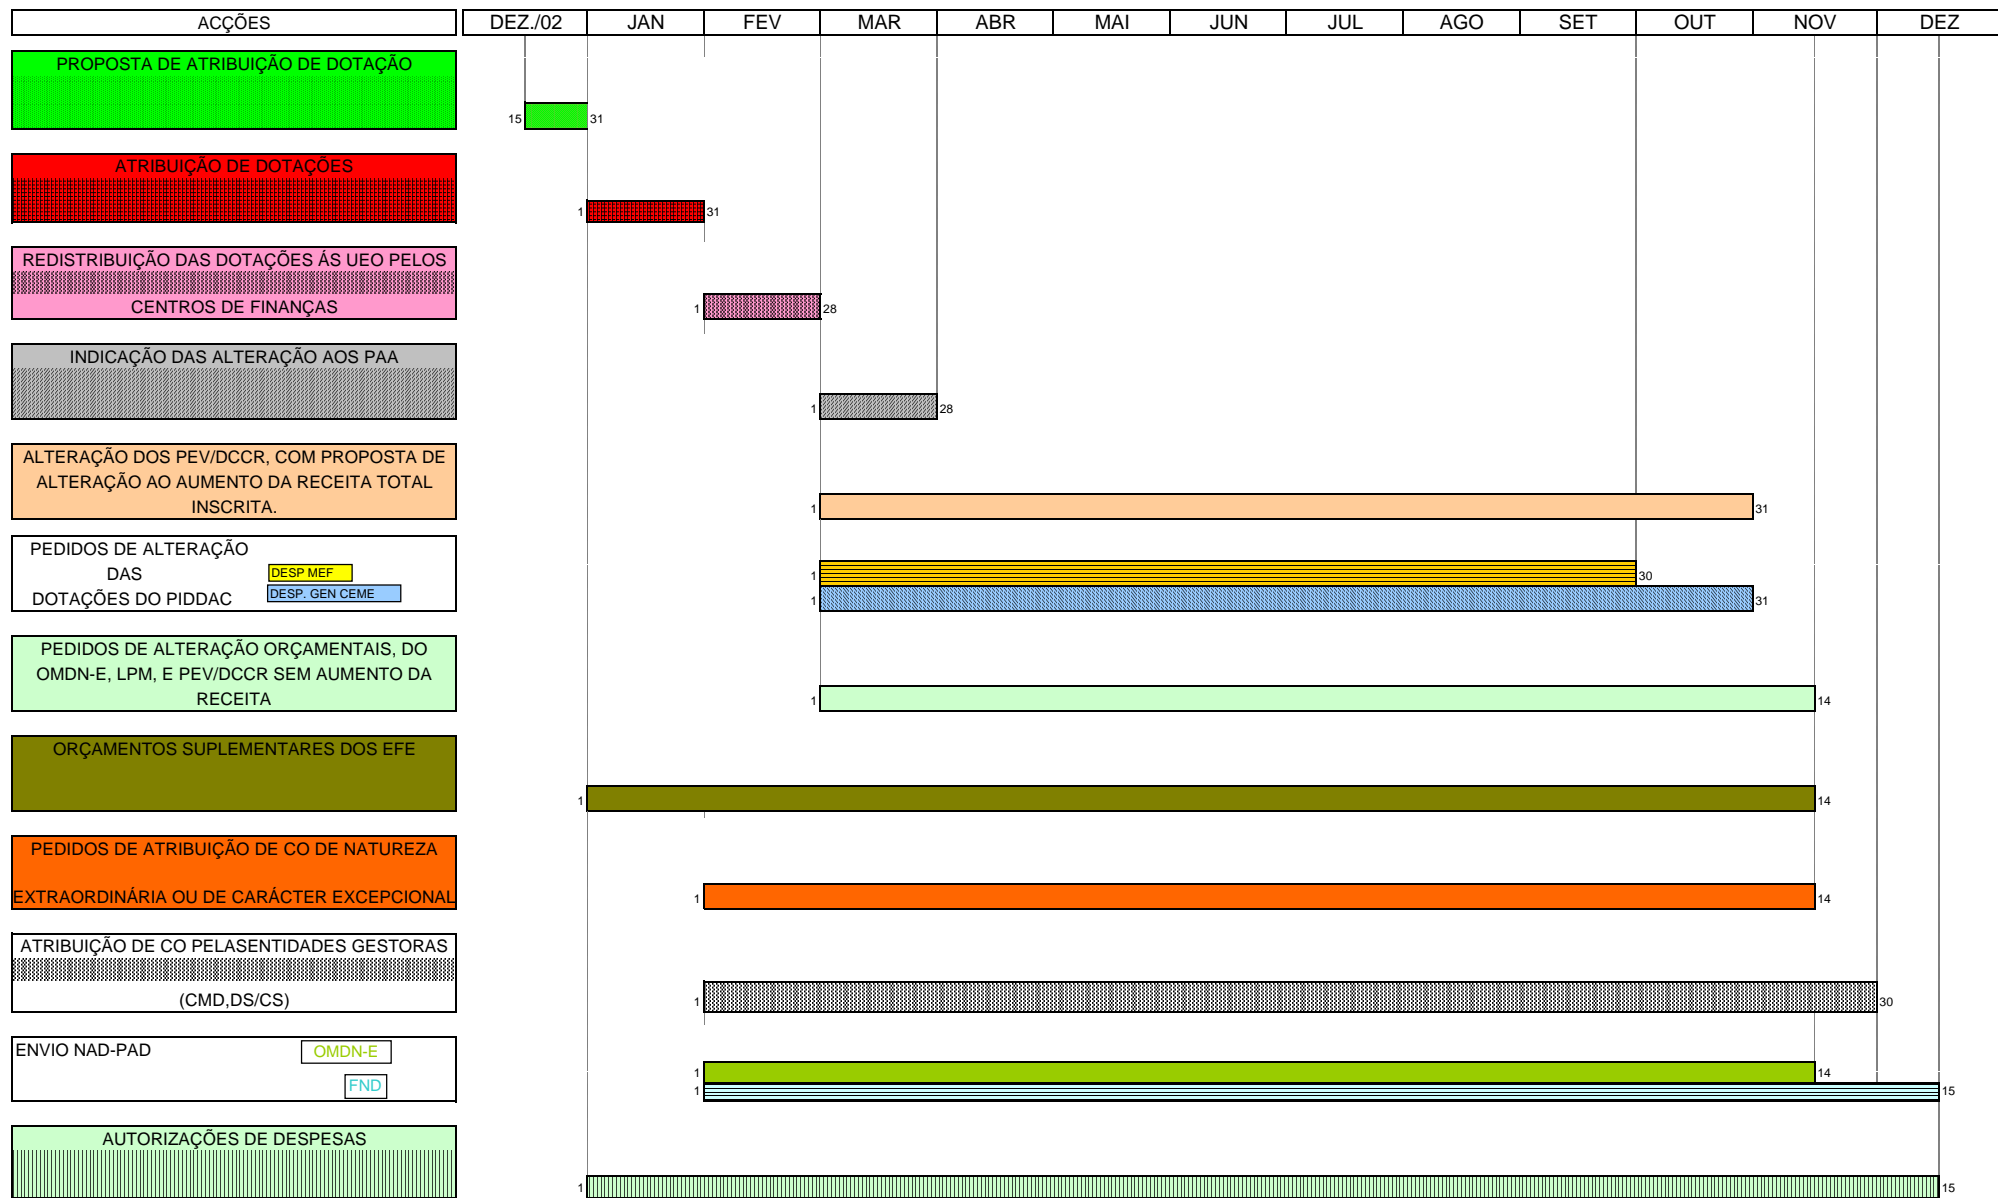 ACÇÕES DEZ./02 JAN FEV MAR ABR MAI JUN JUL AGO SET OUT NOV DEZ
PROPOSTA DE ATRIBUIÇÃO DE DOTAÇÃO
15 31
ATRIBUIÇÃO DE DOTAÇÕES
1 31
REDISTRIBUIÇÃO DAS DOTAÇÕES ÁS UEO PELOS
CENTROS DE FINANÇAS
1 28
INDICAÇÃO DAS ALTERAÇÃO AOS PAA
1 28
ALTERAÇÃO DOS PEV/DCCR, COM PROPOSTA DE
ALTERAÇÃO AO AUMENTO DA RECEITA TOTAL
INSCRITA.
1 31
PEDIDOS DE ALTERAÇÃO
DAS
DOTAÇÕES DO PIDDAC
DESP MEF
DESP. GEN CEME
1 30
1 31
PEDIDOS DE ALTERAÇÃO ORÇAMENTAIS, DO
OMDN-E, LPM, E PEV/DCCR SEM AUMENTO DA
RECEITA
1 14
ORÇAMENTOS SUPLEMENTARES DOS EFE
1 14
PEDIDOS DE ATRIBUIÇÃO DE CO DE NATUREZA
EXTRAORDINÁRIA OU DE CARÁCTER EXCEPCIONAL
1 14
ATRIBUIÇÃO DE CO PELASENTIDADES GESTORAS
(CMD,DS/CS)
1 30
ENVIO NAD-PAD OMDN-E
FND
1 14
1 15
AUTORIZAÇÕES DE DESPESAS
1 15